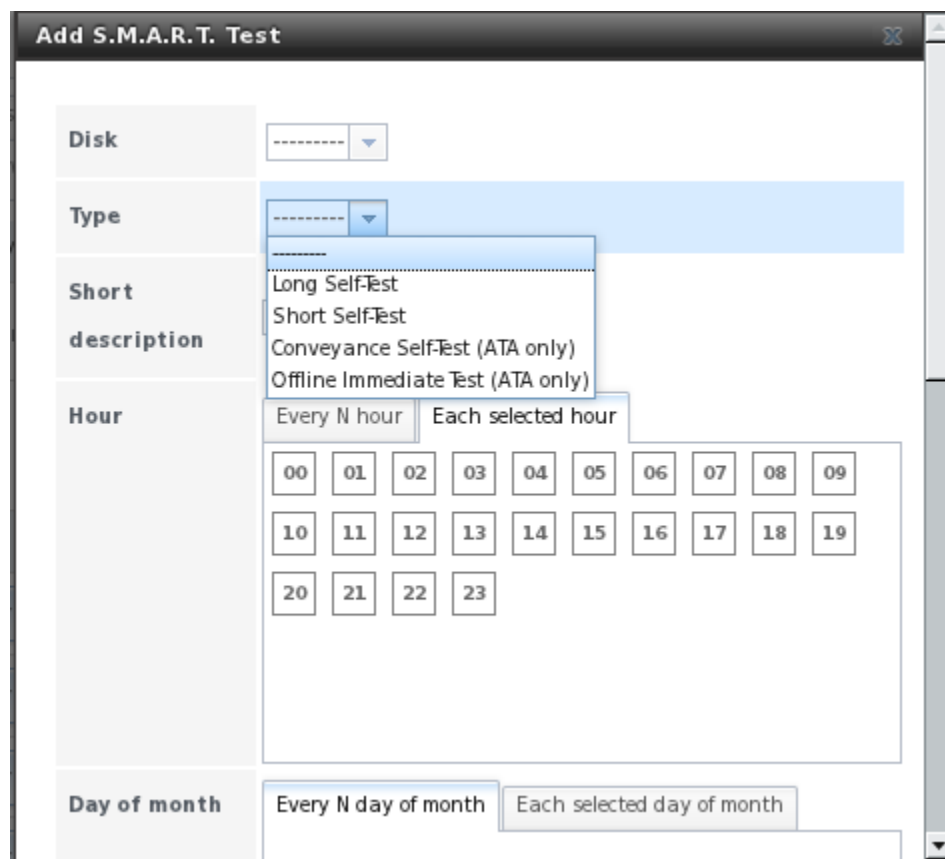 Add S.M.A.R.T. Test
Disk
---------
Type
---------
---------
Long Self-Test
Short Self-Test
Conveyance Self-Test (ATA only)
Offline Immediate Test (ATA only)
Short
description
Hour
Every N hour Each selected hour
00 01 02 03 04 05 06 07 08 09
10 11 12 13 14 15 16 17 18 19
20 21 22 23
Day of month
Every N day of month Each selected day of month